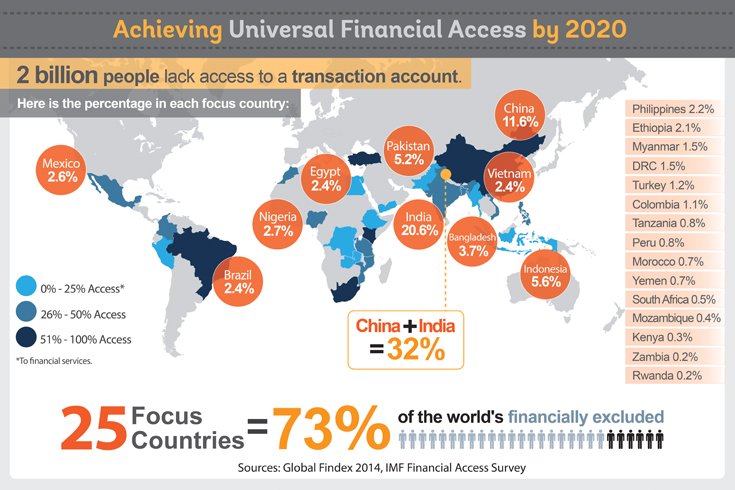 Achieving Universal Financial Access by 2020
2 billion people lack access to a transaction account.
Here is the percentage in each focus country:
China
11.6%
Pakistan
5.2%
Mexico
2.6%
Egypt
2.4%
Vietnam
2.4%
Nigeria
2.7%
India
20.6%
Bangladesh
3.7%
Brazil
2.4%
Indonesia
5.6%
Philippines 2.2%
Ethiopia 2.1%
Myanmar 1.5%
DRC 1.5%
Turkey 1.2%
Colombia 1.1%
Tanzania 0.8%
Peru 0.8%
Morocco 0.7%
Yemen 0.7%
South Africa 0.5%
Mozambique 0.4%
Kenya 0.3%
Zambia 0.2%
Rwanda 0.2%
0% - 25% Access*
26% - 50% Access
51% - 100% Access
*To financial services.
China+India
=32%
25 Focus Countries = 73% of the world's financially excluded
Sources: Global Findex 2014, IMF Financial Access Survey